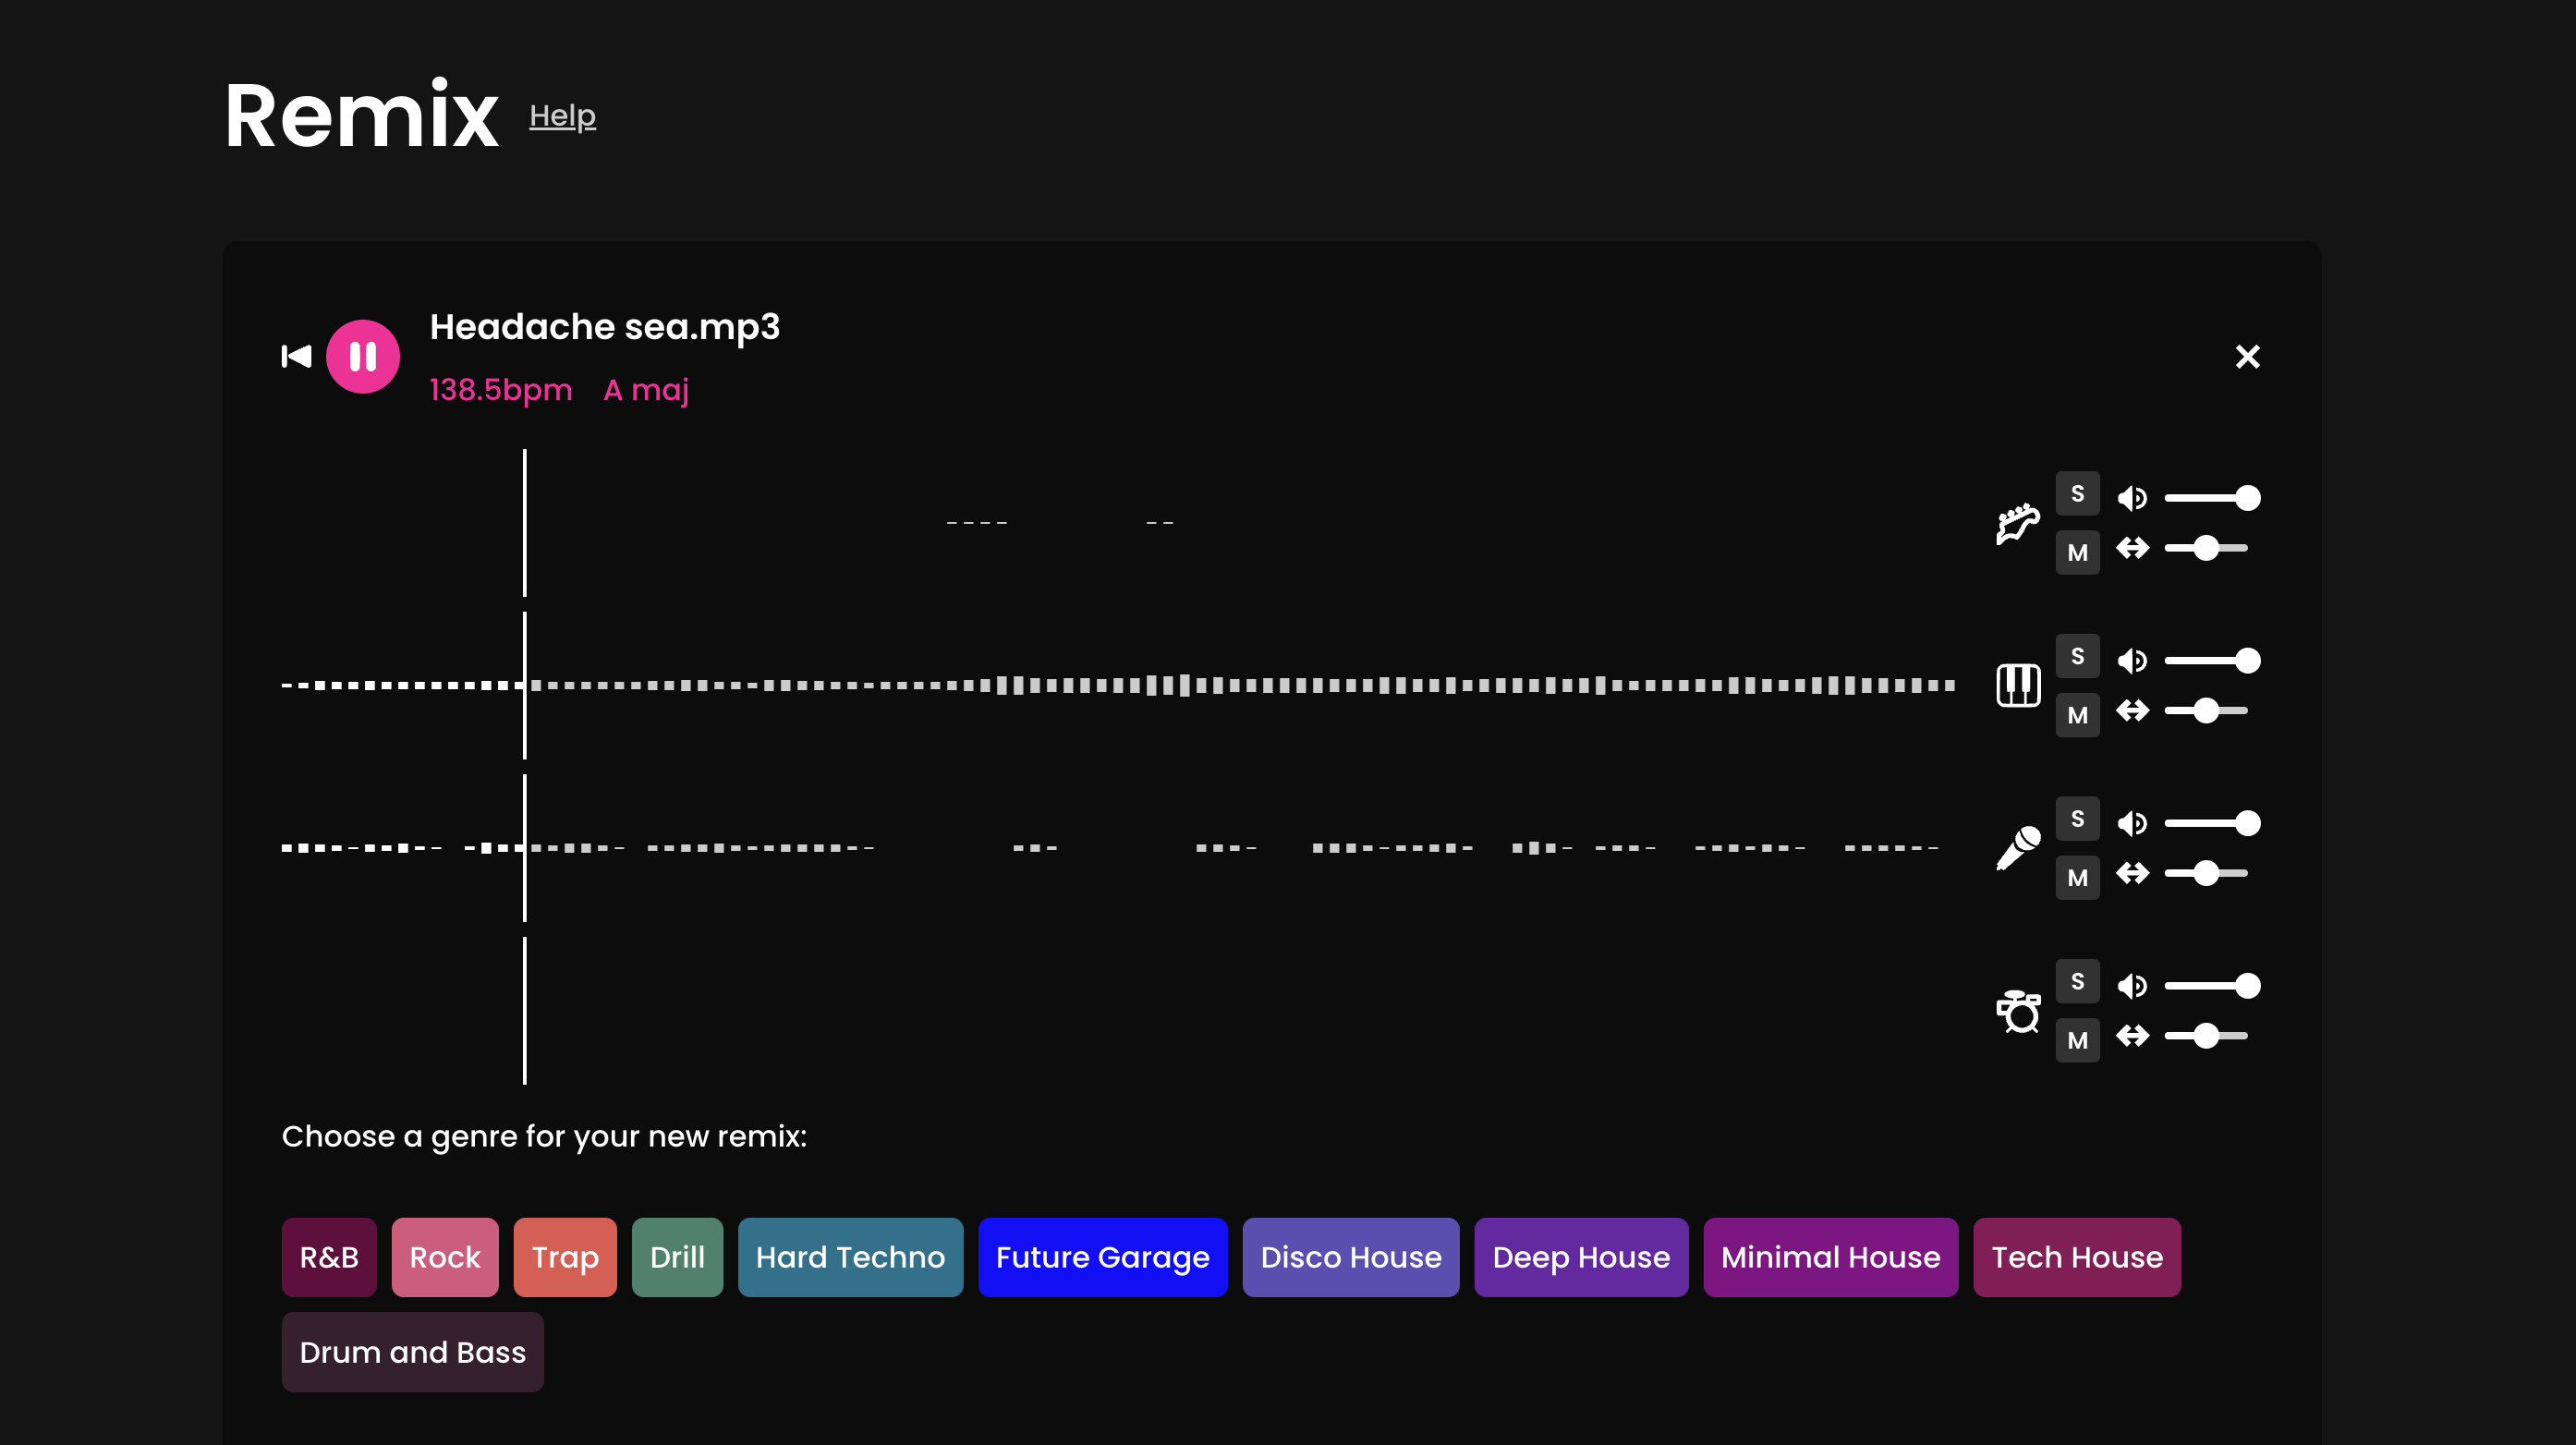 Remix Help
Headache sea.mp3
138.5bpm A maj
S
M
S
M
S
M
S
M
Choose a genre for your new remix:
R&B Rock Trap Drill Hard Techno Future Garage Disco House Deep House Minimal House Tech House
Drum and Bass